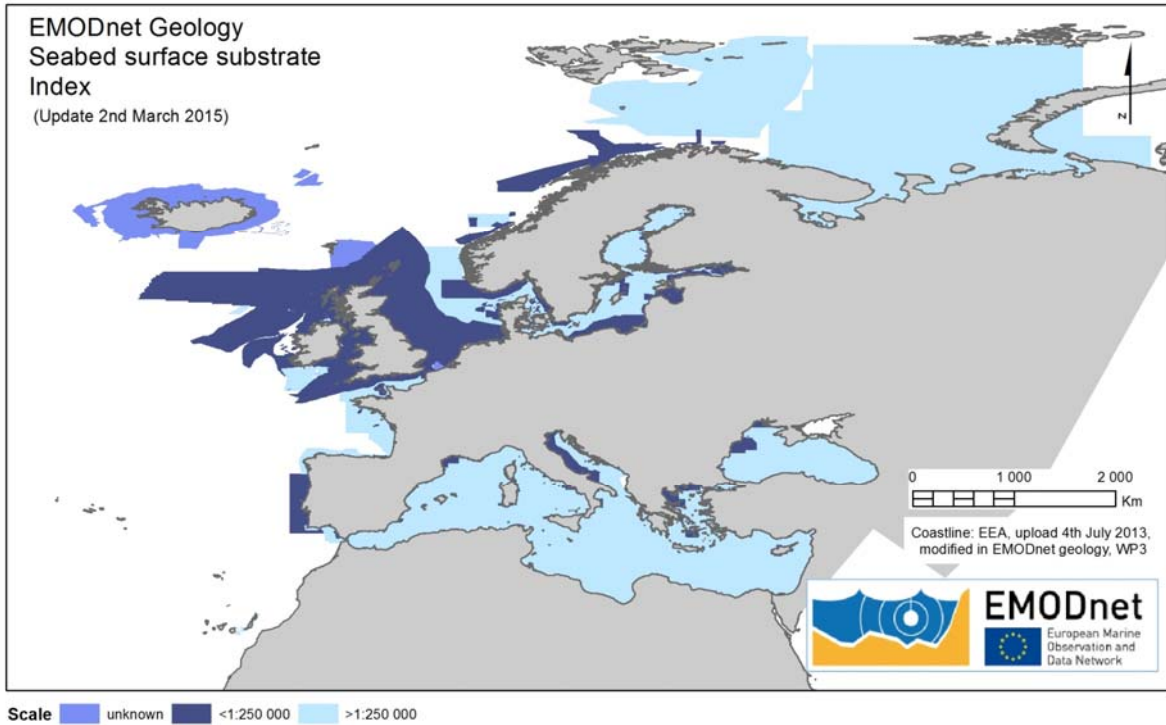 EMODnet Geology
Seabed surface substrate
Index
(Update 2nd March 2015)
N
0 1 000 2 000
Km
Coastline: EEA, upload 4th July 2013,
modified in EMODnet geology, WP3
EMODnet
European Marine
Observation and
Data Network
Scale unknown <1:250 000 >1:250 000